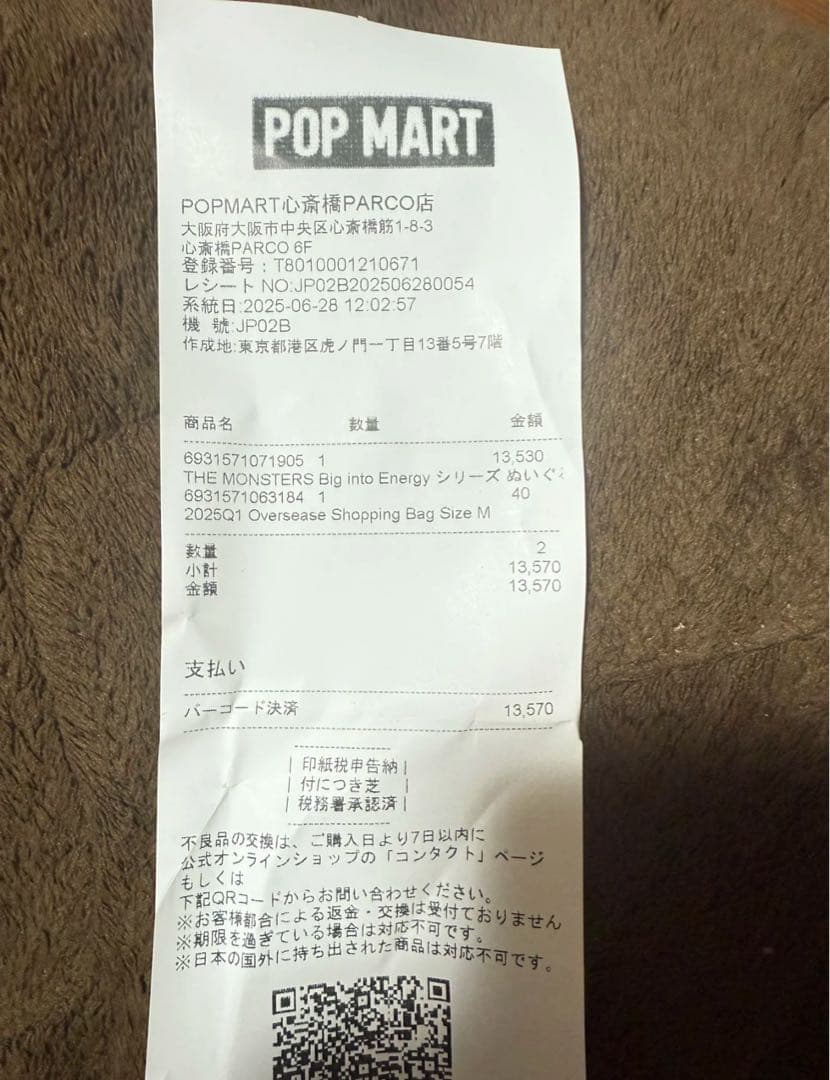 POP MART
POPMART心斎橋PARCO店
大阪府大阪市中央区心斎橋筋1-8-3
心斎橋PARCO 6F
登録番号：T8010001210671
レシート NO:JP02B202506280054
系統日:2025-06-28 12:02:57
機 號:JP02B
作成地:東京都港区虎ノ門一丁目13番5号7階
商品名 数量 金額
6931571071905 1 13,530
THE MONSTERS Big into Energy シリーズ ぬいぐ
6931571063184 1 40
2025Q1 Oversease Shopping Bag Size M
数量 2
小計 13,570
金額 13,570
支払い
バーコード決済 13,570
印紙税申告納
付につき芝
税務署承認済
不良品の交換は、ご購入日より7日以内に
公式オンラインショップの「コンタクト」ページ
もしくは
下記QRコードからお問い合わせください。
※お客様都合による返金・交換は受付ておりません
※期限を過ぎている場合は対応不可です。
※日本の国外に持ち出された商品は対応不可です。